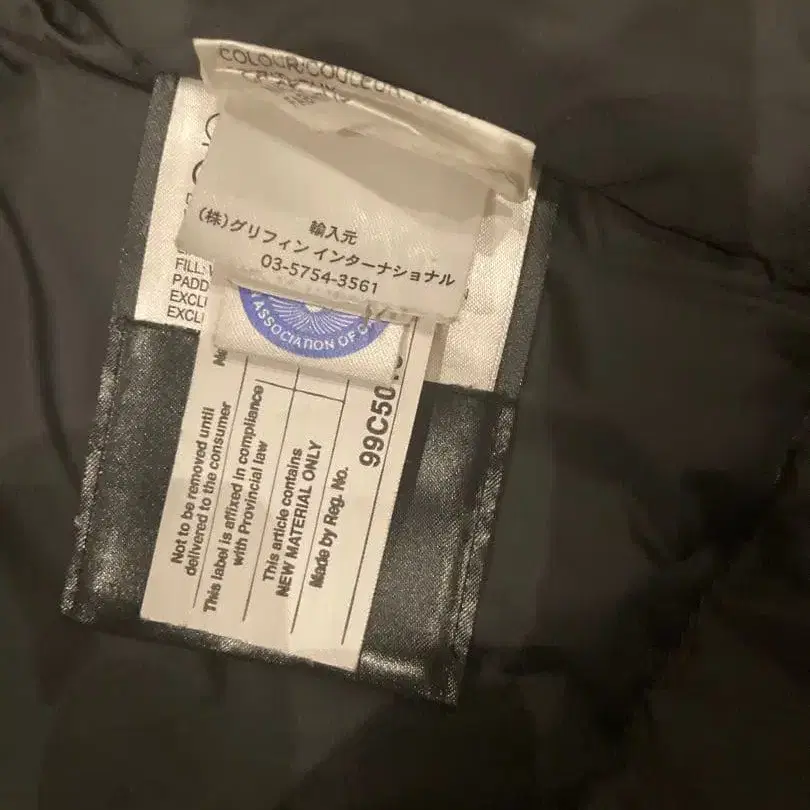 COLOUR/COULEUR:
輸入元
(株)グリフィン インターナショナル
03-5754-3561
FILL:
PADD
EXCL
EXCL
ASSOCIATION OF
Not to be removed until
delivered to the consumer
This label is affixed in compliance
with Provincial law
This article contains
NEW MATERIAL ONLY
Made by Reg. No.
99C50